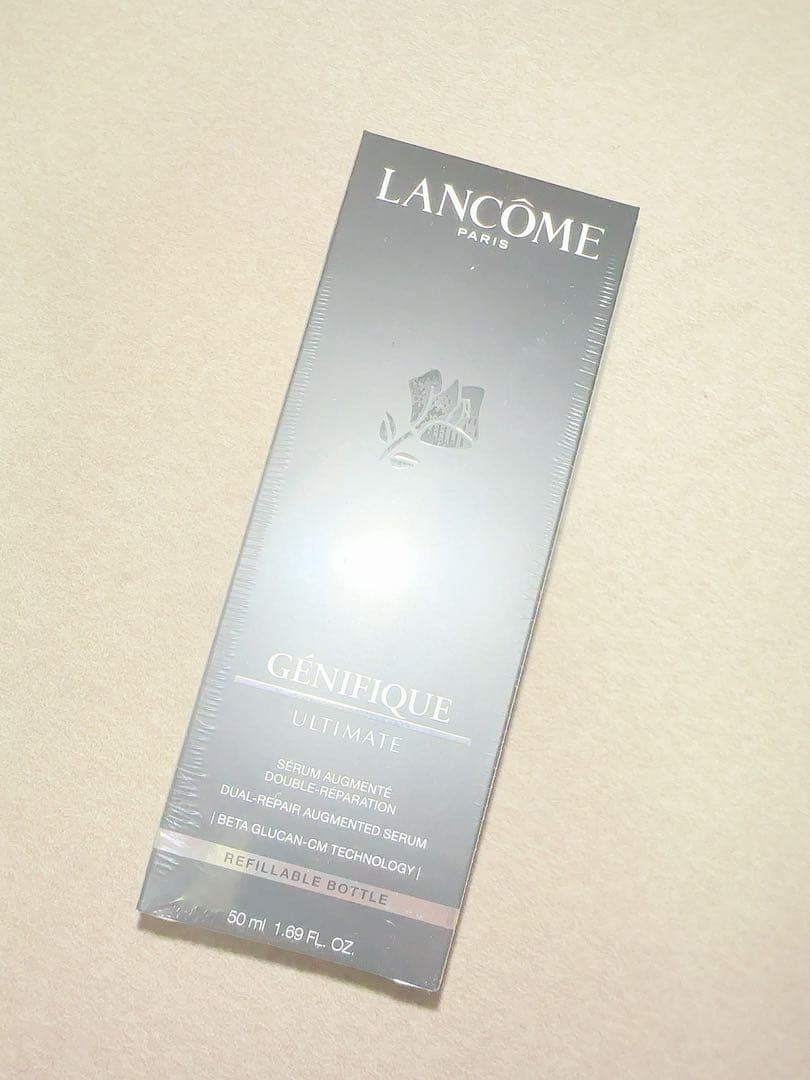 LANCÔME
PARIS
GÉNIFIQUE
ULTIMATE
SÉRUM AUGMENTÉ
DOUBLE-RÉPARATION
DUAL-REPAIR AUGMENTED SERUM
| BETA GLUCAN-CM TECHNOLOGY |
REFILLABLE BOTTLE
50 ml 1.69 FL. OZ.